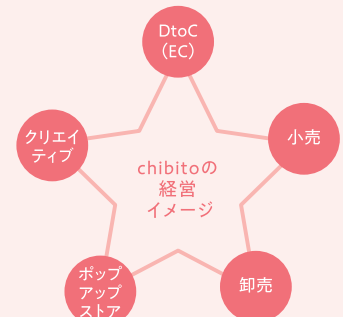 DtoC
（EC）
クリエイ
ティブ
小売
chibitoの
経営
イメージ
ポップ
アップ
ストア
卸売